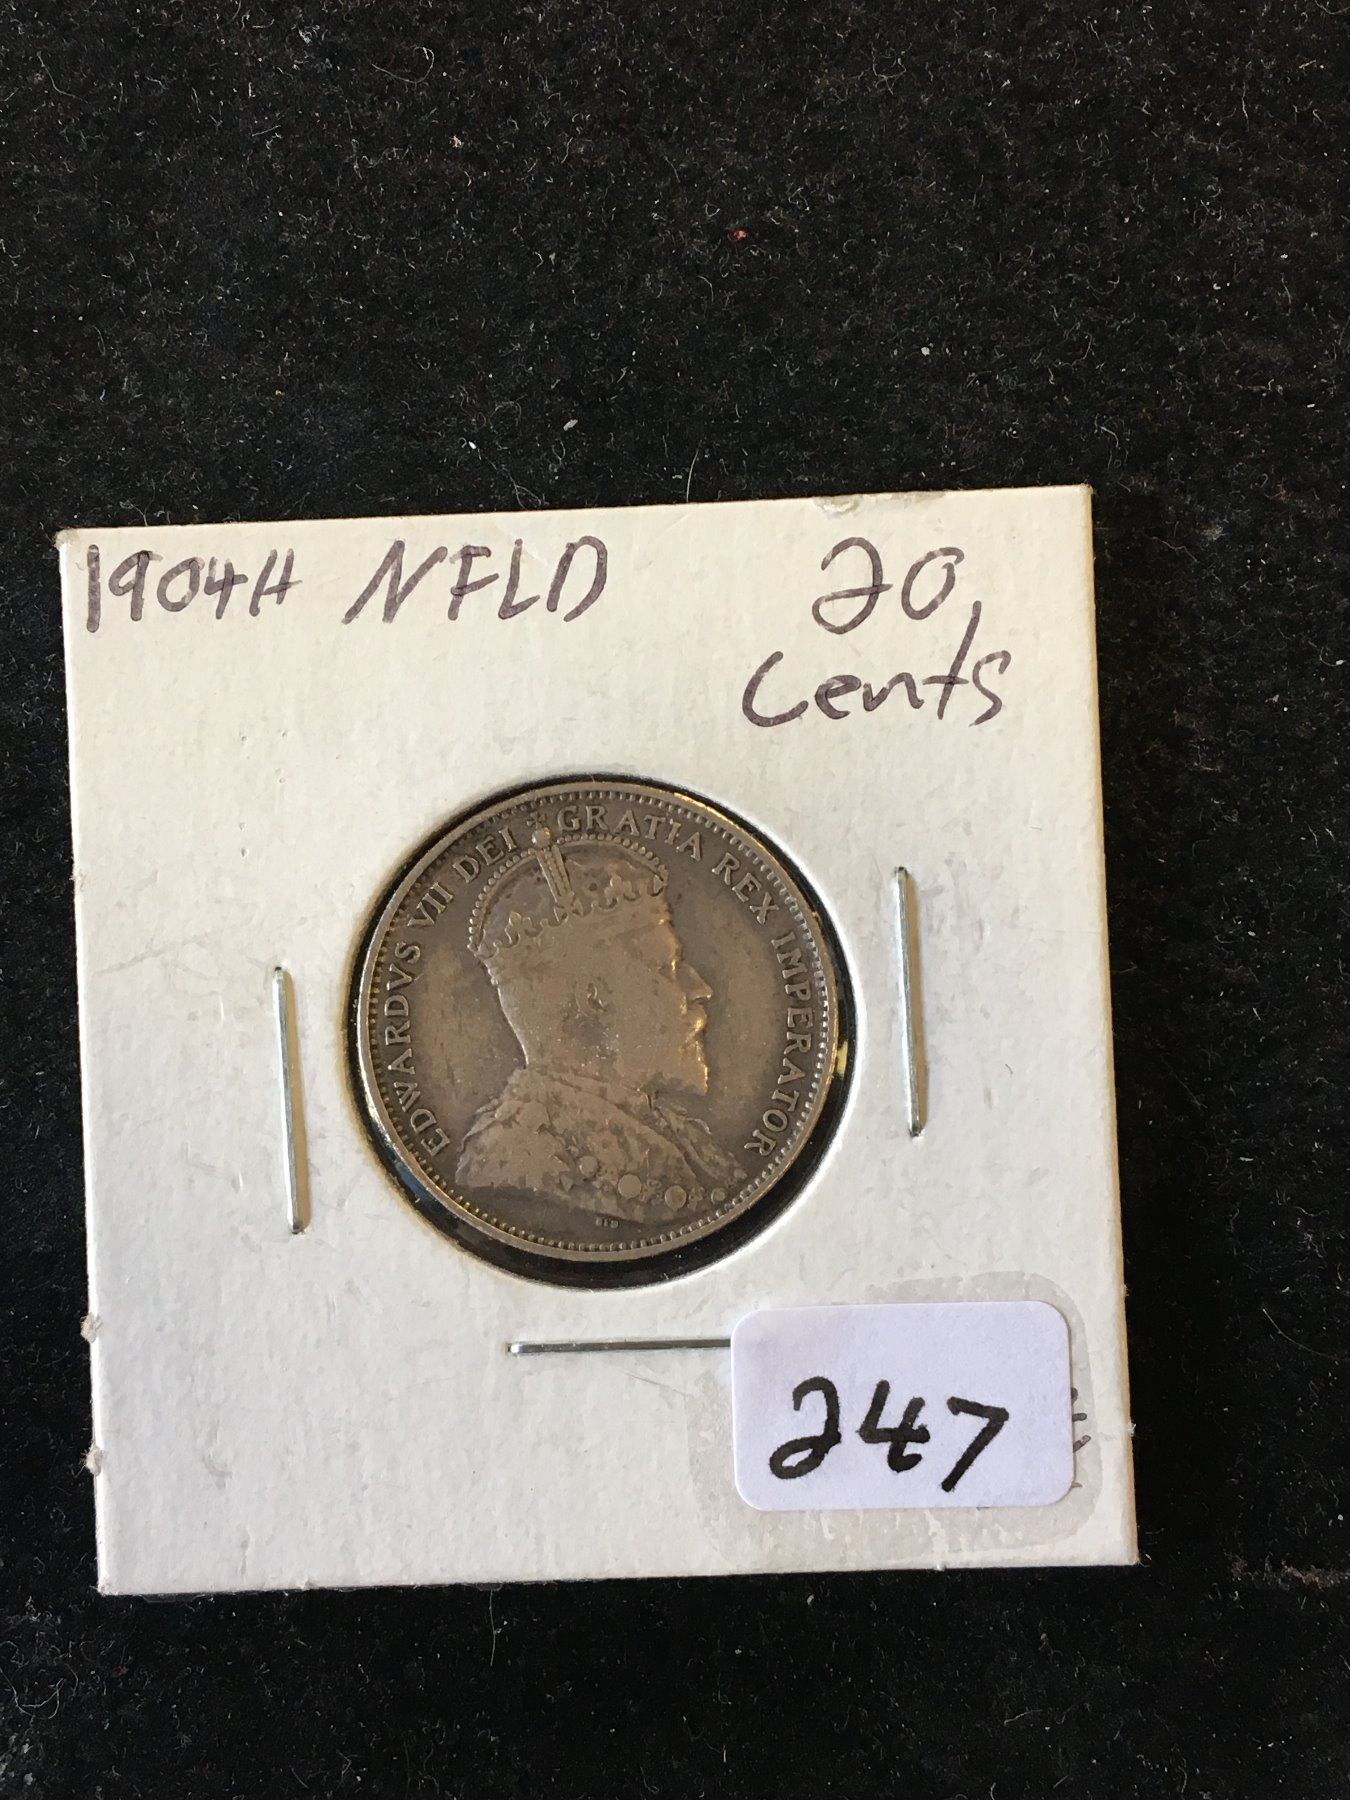 1904H NFLD 20
Cents
EDWARDVS VII DEI GRATIA REX IMPERATOR
247